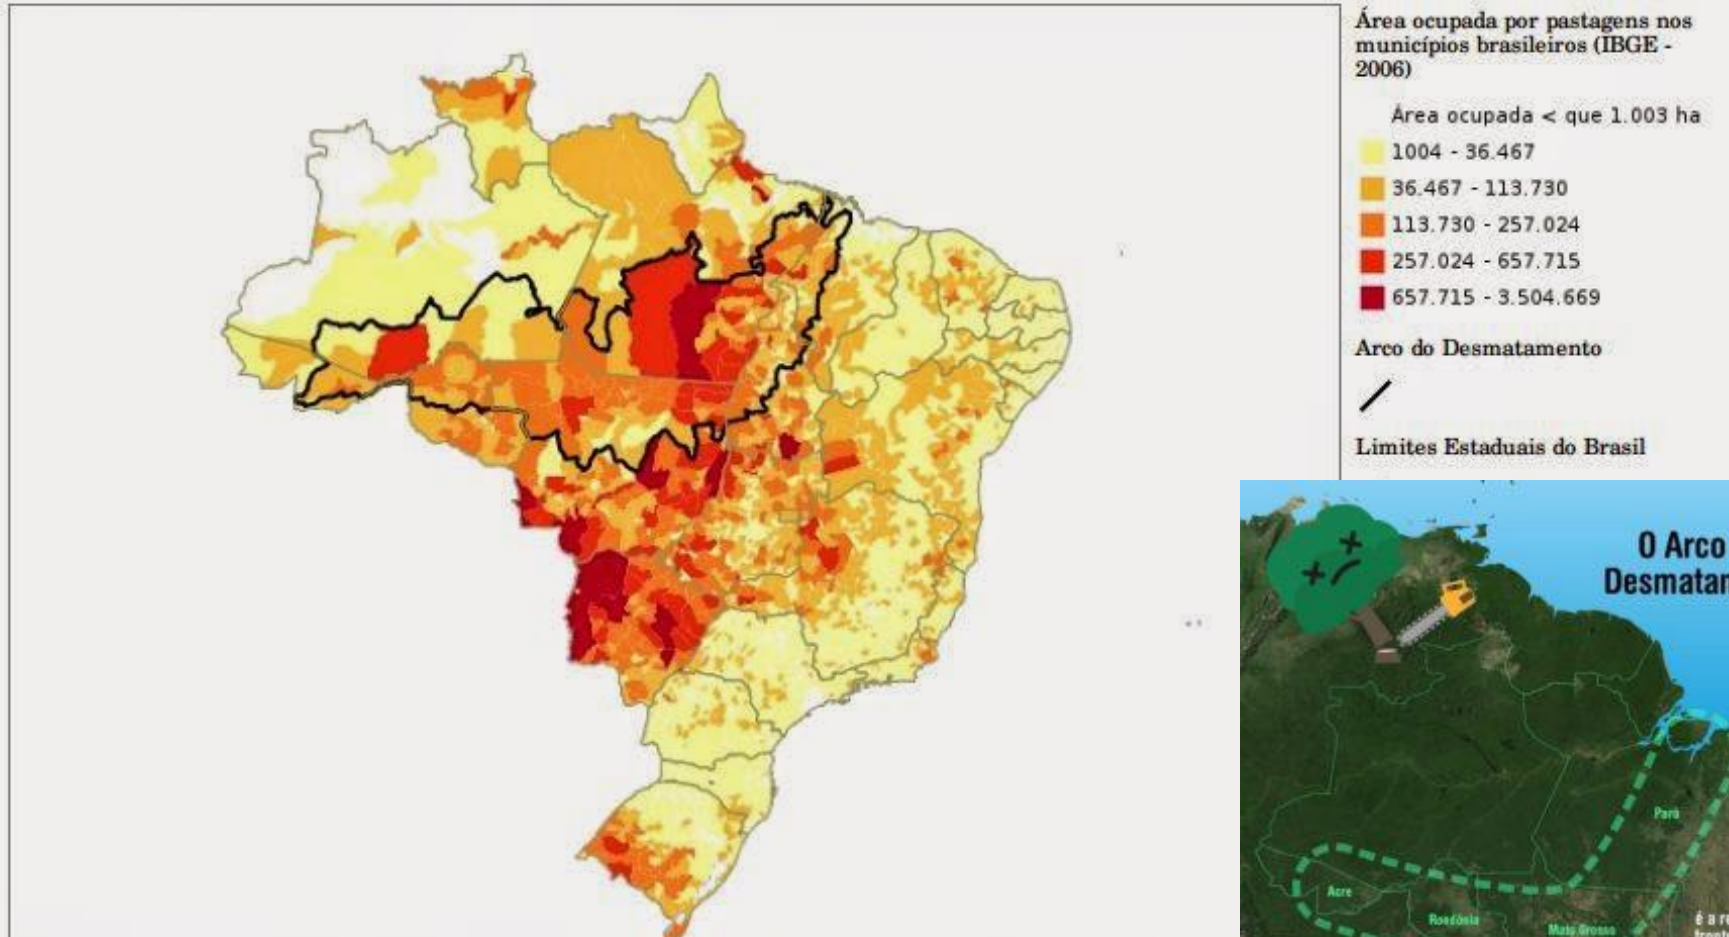 Área ocupada por pastagens nos
municípios brasileiros (IBGE -
2006)
Área ocupada < que 1.003 ha
1004 - 36.467
36.467 - 113.730
113.730 - 257.024
257.024 - 657.715
657.715 - 3.504.669
Arco do Desmatamento
Limites Estaduais do Brasil
O Arco
Desmatam
Pará
Acre
Rondônia
Mato Grosso
é a re